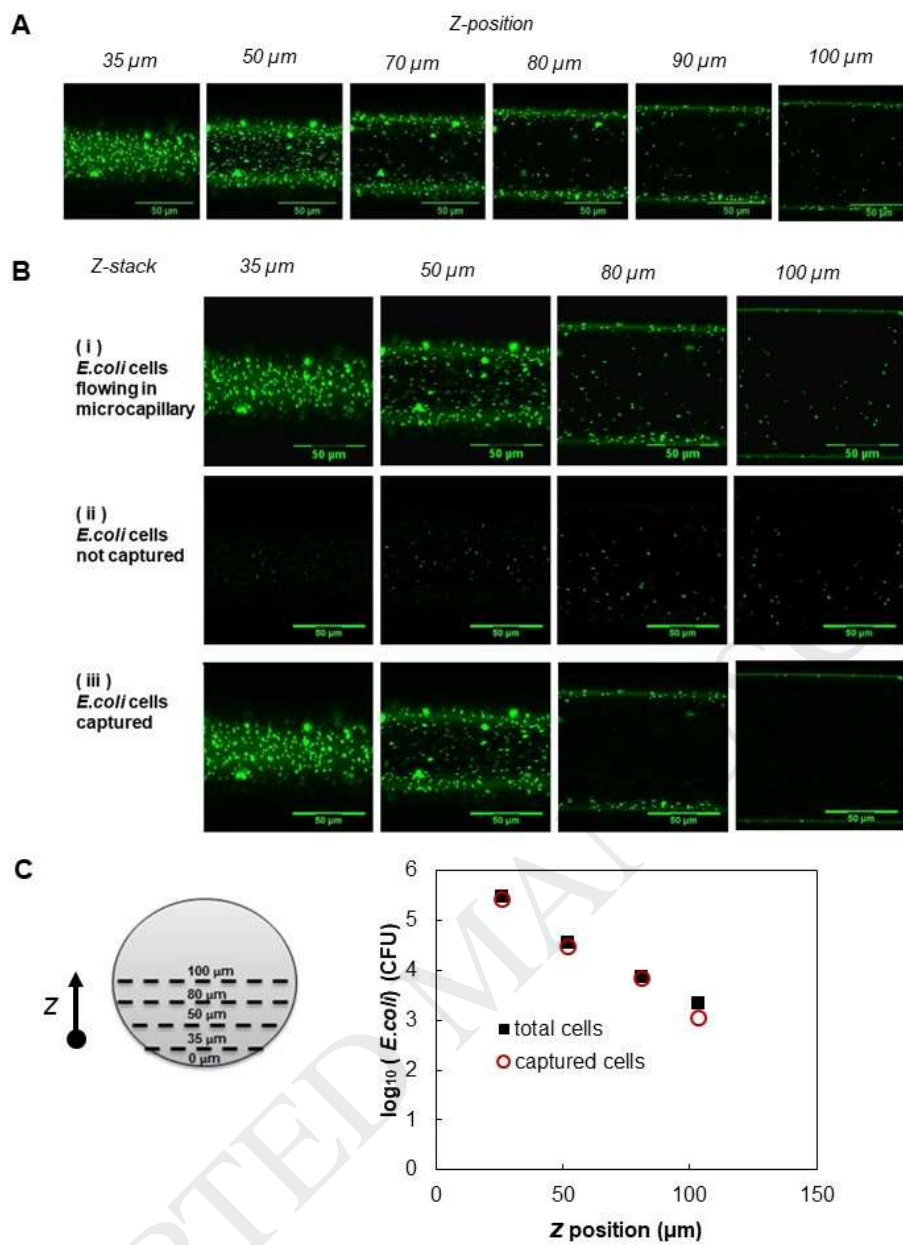 A
Z-position
35 µm 50 µm 70 µm 80 µm 90 µm 100 µm
50 µm 50 µm 50 µm 50 µm 50 µm 50 µm
B
Z-stack 35 µm 50 µm 80 µm 100 µm
( i )
E.coli cells
flowing in
microcapillary
50 µm 50 µm 50 µm 50 µm
( ii )
E.coli cells
not captured
50 µm 50 µm 50 µm 50 µm
(iii)
E.coli cells
captured
50 µm 50 µm 50 µm 50 µm
C
Z
100 µm
80 µm
50 µm
35 µm
0 µm
log10 ( E.coli) (CFU)
6
5
4
3
2
1
0
total cells
captured cells
0 50 100 150
Z position (µm)